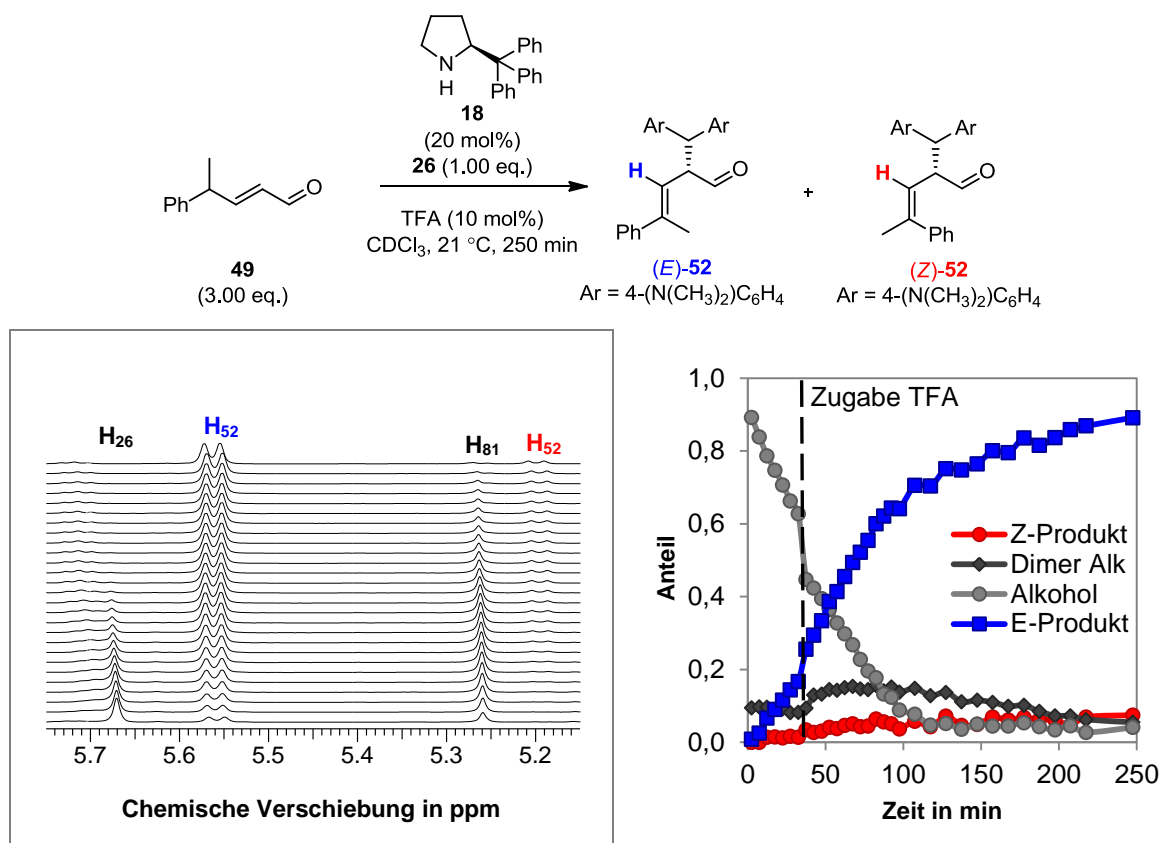 Ph
N
Ph
H
Ph
18
(20 mol%)
26 (1.00 eq.)
TFA (10 mol%)
CDCl₃, 21 °C, 250 min
Ph
O
49
(3.00 eq.)
Ar Ar
H
O
Ph
(E)-52
Ar = 4-(N(CH₃)₂)C₆H₄
+
Ar Ar
H
O
Ph
(Z)-52
Ar = 4-(N(CH₃)₂)C₆H₄
H₂₆
H₅₂
H₈₁
H₅₂
5.7 5.6 5.5 5.4 5.3 5.2
Chemische Verschiebung in ppm
Zugabe TFA
1,0
0,8
0,6
0,4
0,2
0,0
Anteil
Z-Produkt
Dimer Alk
Alkohol
E-Produkt
0 50 100 150 200 250
Zeit in min